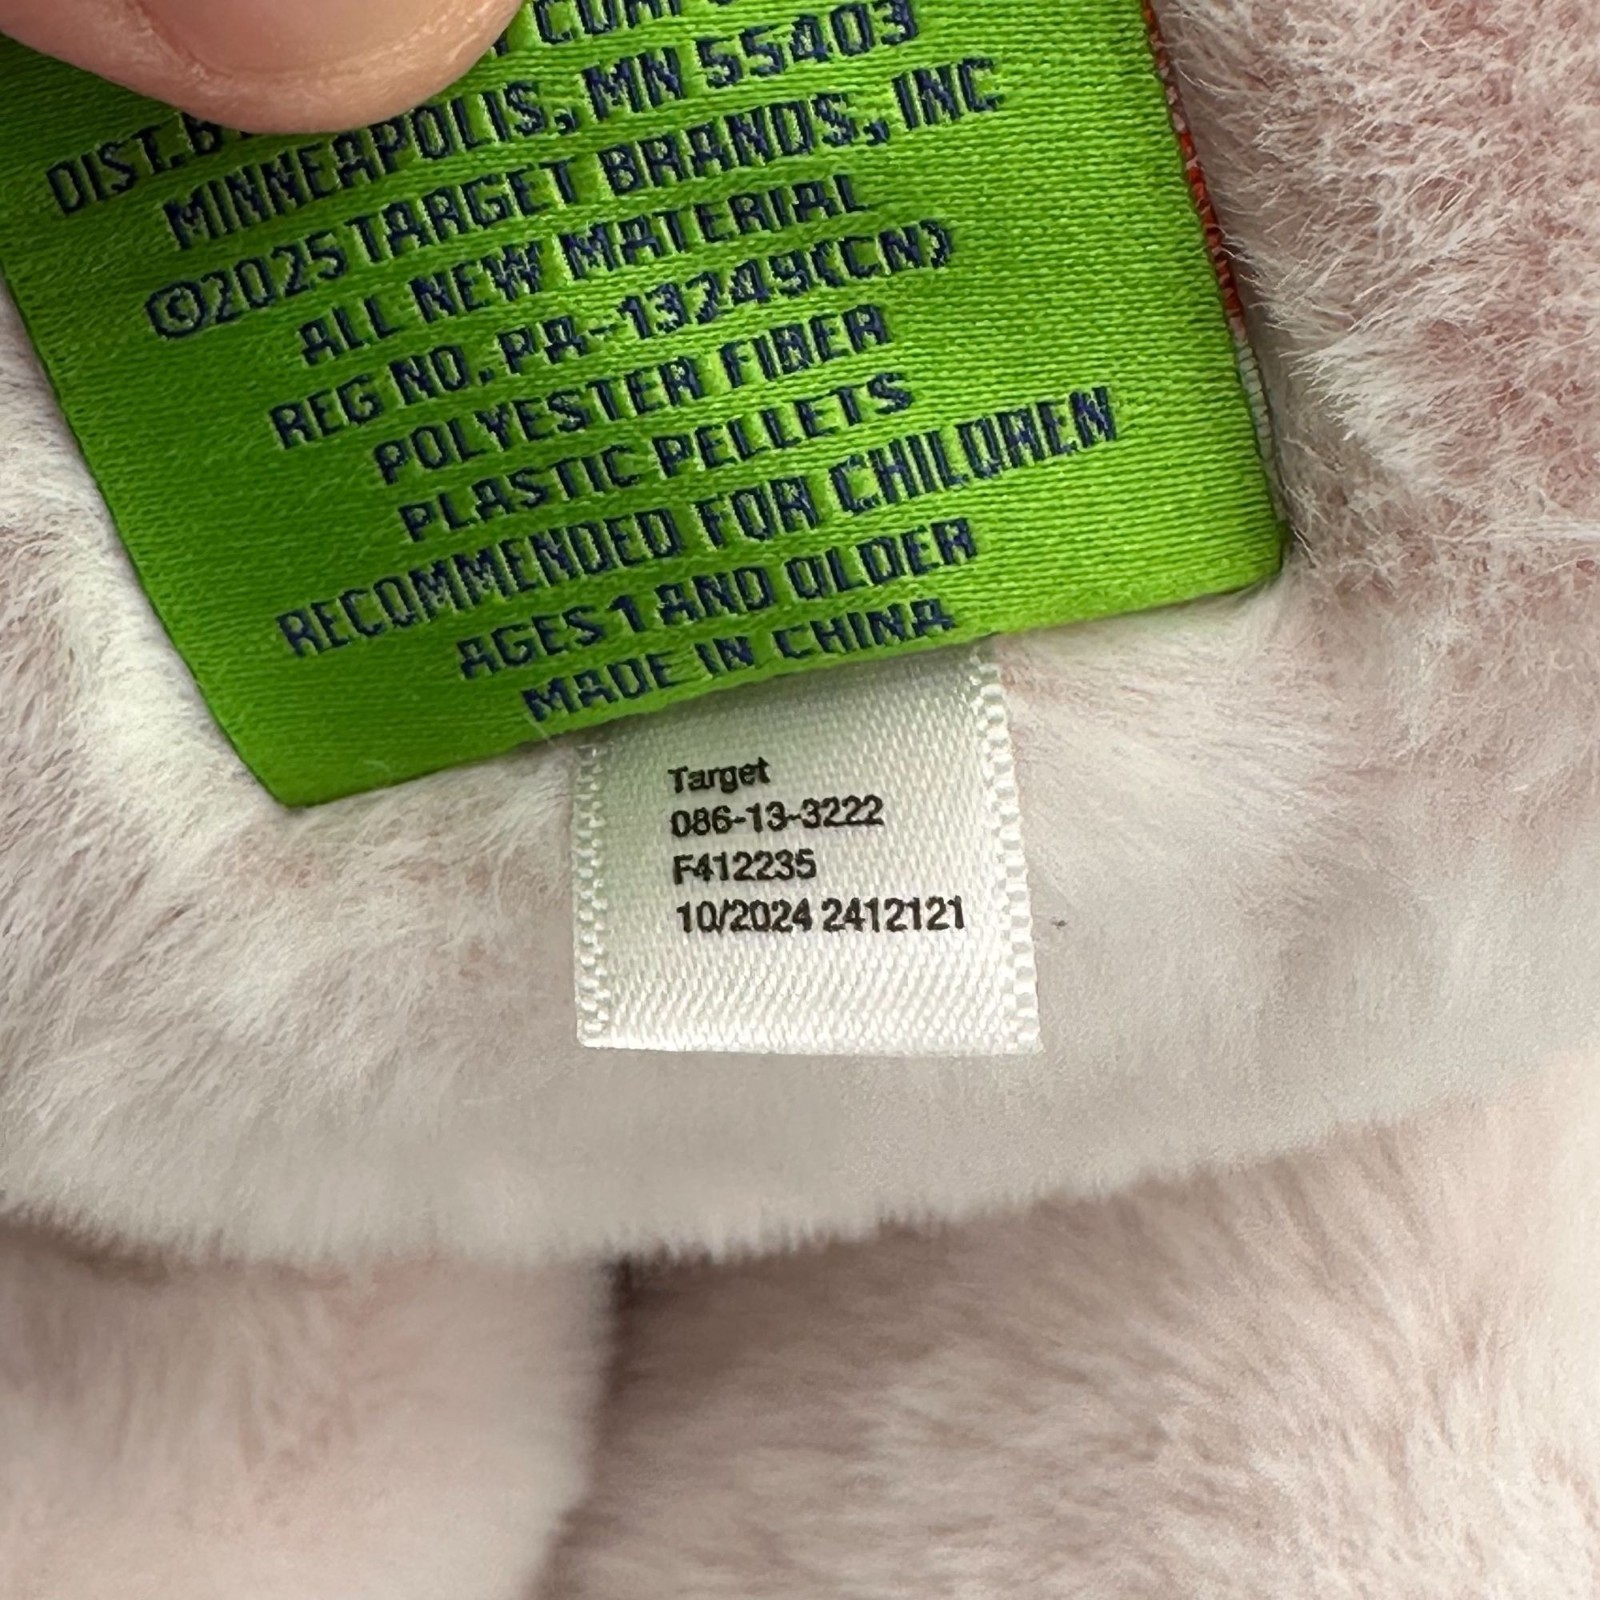 DIST. B
MINNEAPOLIS, MN 55403
©2025 TARGET BRANDS, INC
ALL NEW MATERIAL
REG NO. PA-13249(CN)
POLYESTER FIBER
PLASTIC PELLETS
RECOMMENDED FOR CHILDREN
AGES 1 AND OLDER
MADE IN CHINA
Target
086-13-3222
F412235
10/2024 2412121